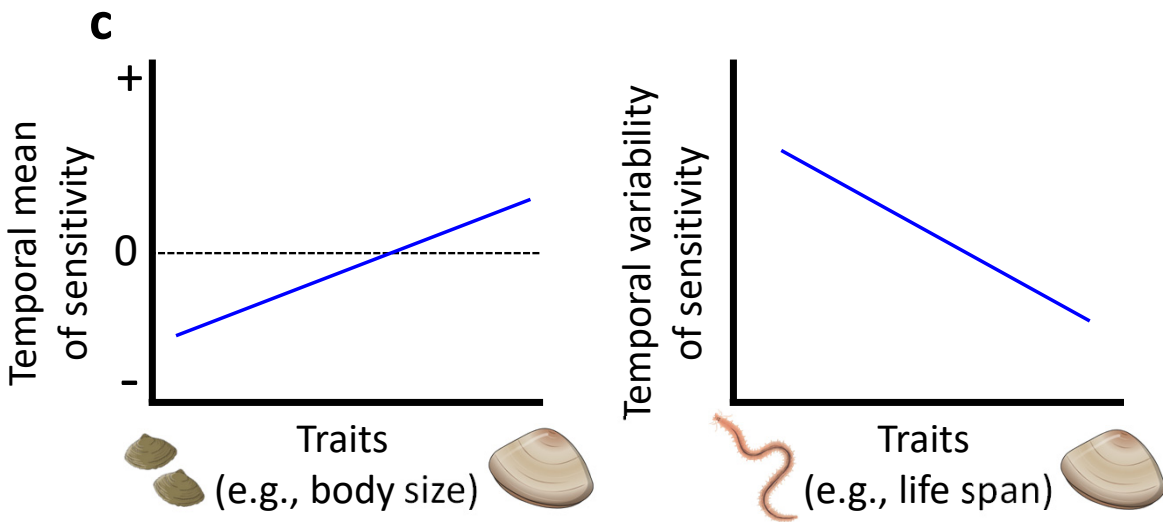 c
+
0
-
Temporal mean
of sensitivity
Traits
(e.g., body size)
Temporal variability
of sensitivity
Traits
(e.g., life span)